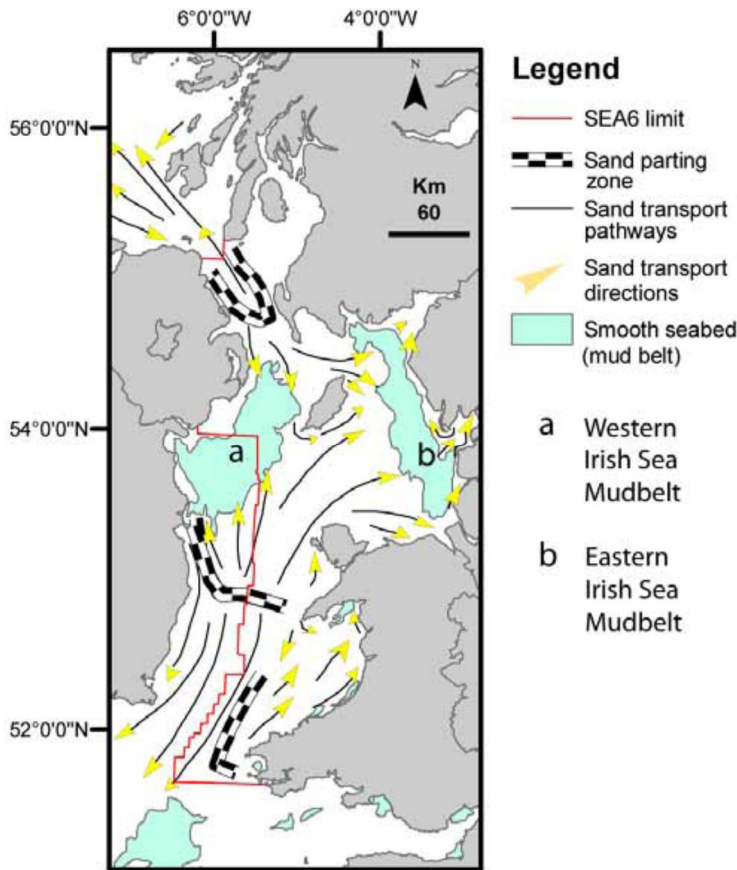 6°0'0"W 4°0'0"W
N
56°0'0"N
Km
60
54°0'0"N
a
b
52°0'0"N
Legend
SEA6 limit
Sand parting
zone
Sand transport
pathways
Sand transport
directions
Smooth seabed
(mud belt)
a Western
Irish Sea
Mudbelt
b Eastern
Irish Sea
Mudbelt